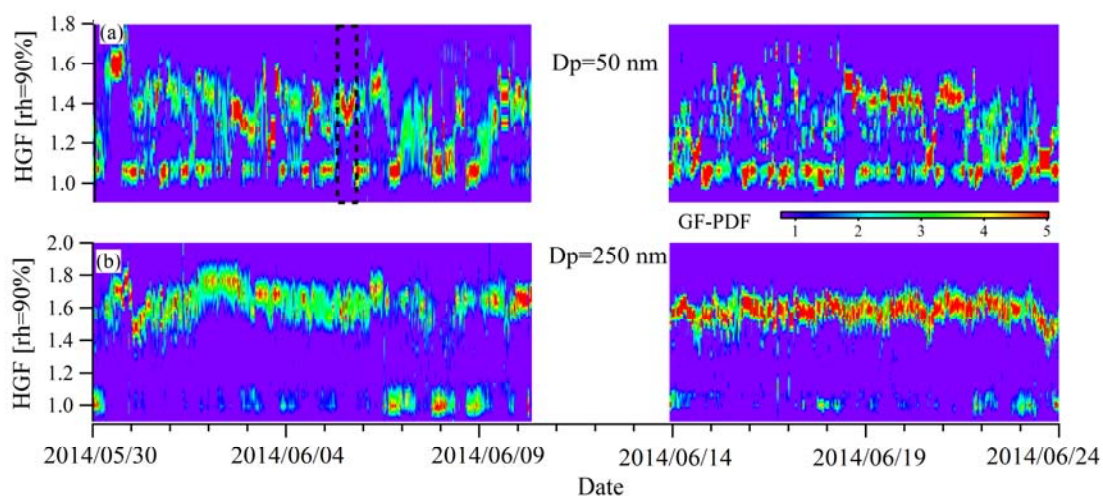 1.8
(a)
1.6
1.4
1.2
1.0
HGF [rh=90%]
Dp=50 nm
GF-PDF
1 2 3 4 5
2.0
(b)
1.8
1.6
1.4
1.2
1.0
HGF [rh=90%]
Dp=250 nm
2014/05/30 2014/06/04 2014/06/09 2014/06/14 2014/06/19 2014/06/24
Date